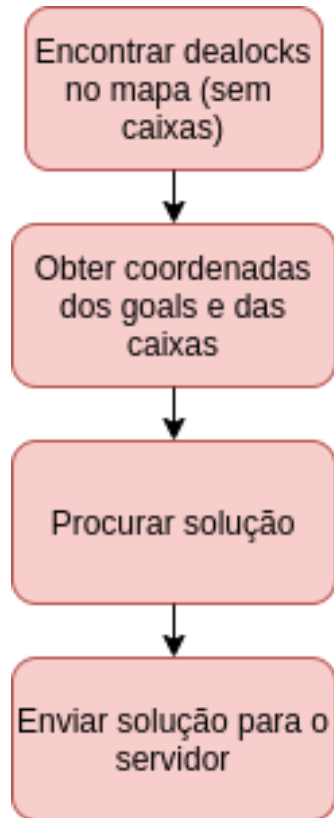 Encontrar dealocks
no mapa (sem
caixas)
Obter coordenadas
dos goals e das
caixas
Procurar solução
Enviar solução para o
servidor